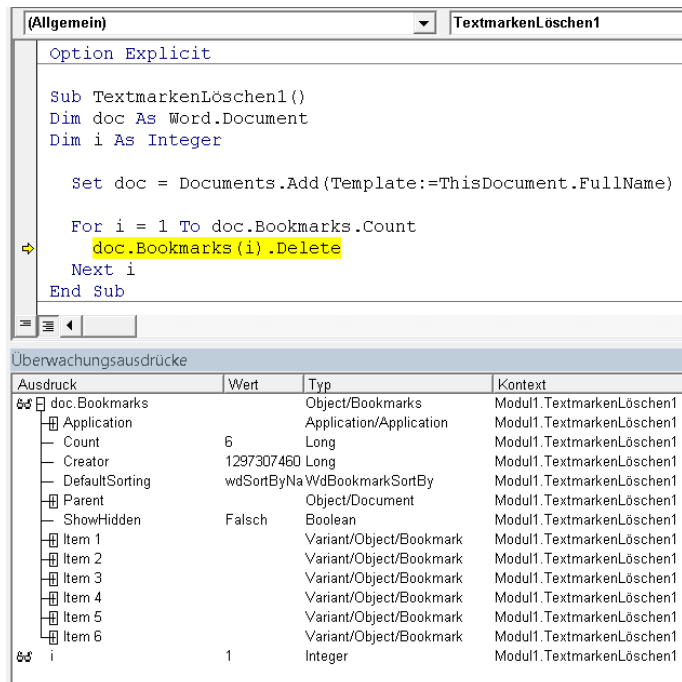 (Allgemein) TextmarkenLöschen1
Option Explicit
Sub TextmarkenLöschen1()
Dim doc As Word.Document
Dim i As Integer
Set doc = Documents.Add(Template:=ThisDocument.FullName)
For i = 1 To doc.Bookmarks.Count
doc.Bookmarks(i).Delete
Next i
End Sub
Überwachungsausdrücke
Ausdruck Wert Typ Kontext
doc.Bookmarks Object/Bookmarks Modul1.TextmarkenLöschen1
Application Application/Application Modul1.TextmarkenLöschen1
Count 6 Long Modul1.TextmarkenLöschen1
Creator 1297307460 Long Modul1.TextmarkenLöschen1
DefaultSorting wdSortByNa WdBookmarkSortBy Modul1.TextmarkenLöschen1
Parent Object/Document Modul1.TextmarkenLöschen1
ShowHidden Falsch Boolean Modul1.TextmarkenLöschen1
Item 1 Variant/Object/Bookmark Modul1.TextmarkenLöschen1
Item 2 Variant/Object/Bookmark Modul1.TextmarkenLöschen1
Item 3 Variant/Object/Bookmark Modul1.TextmarkenLöschen1
Item 4 Variant/Object/Bookmark Modul1.TextmarkenLöschen1
Item 5 Variant/Object/Bookmark Modul1.TextmarkenLöschen1
Item 6 Variant/Object/Bookmark Modul1.TextmarkenLöschen1
i 1 Integer Modul1.TextmarkenLöschen1